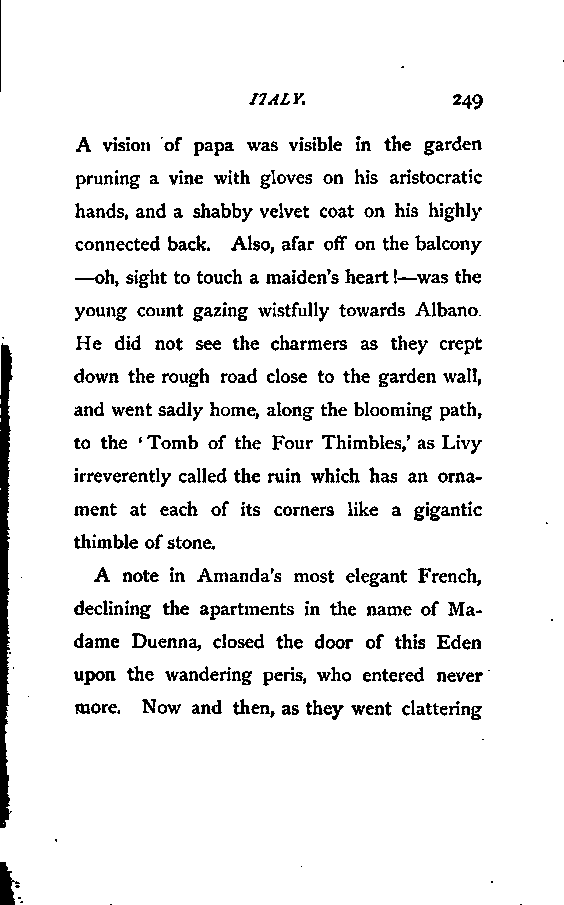 ITALY. 249
A vision of papa was visible in the garden
pruning a vine with gloves on his aristocratic
hands, and a shabby velvet coat on his highly
connected back. Also, afar off on the balcony
—oh, sight to touch a maiden's heart!—was the
young count gazing wistfully towards Albano.
He did not see the charmers as they crept
down the rough road close to the garden wall,
and went sadly home, along the blooming path,
to the ‘Tomb of the Four Thimbles,’ as Livy
irreverently called the ruin which has an orna-
ment at each of its corners like a gigantic
thimble of stone.
A note in Amanda's most elegant French,
declining the apartments in the name of Ma-
dame Duenna, closed the door of this Eden
upon the wandering peris, who entered never
more. Now and then, as they went clattering